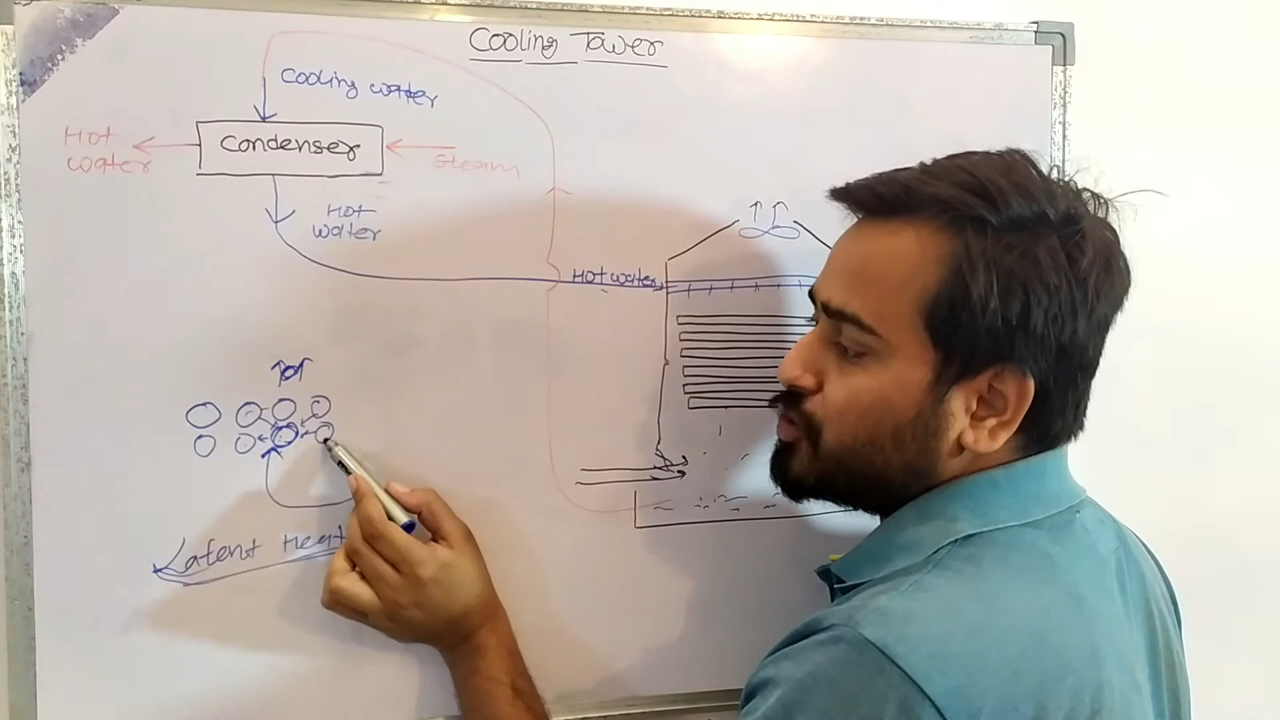 Cooling Tower
Cooling water
Hot
water
Condenser
Steam
Hot
water
Hot water
Latent Heat